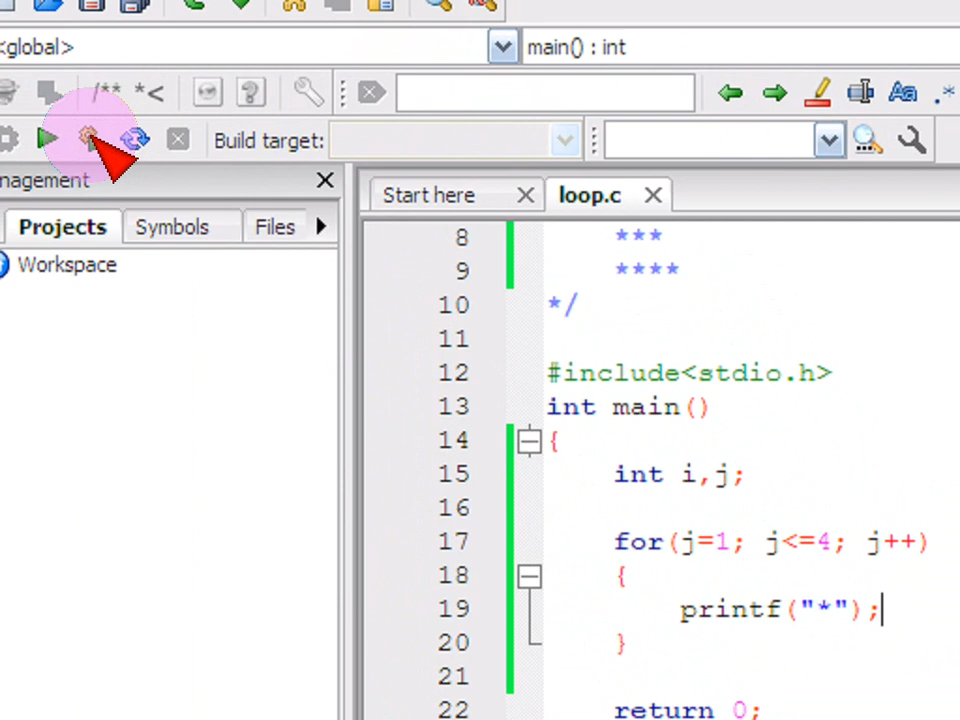 <global>
main() : int
/** *<
Aa .*
Build target:
nagement
Start here
loop.c
Projects
Symbols
Files
Workspace
8 ***
9 ****
10 */
11
12 #include<stdio.h>
13 int main()
14 {
15 int i,j;
16
17 for(j=1; j<=4; j++)
18 {
19 printf("*");
20 }
21
22 return 0;